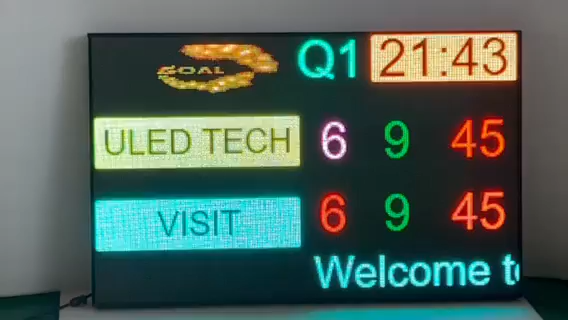 GOAL Q1 21:43
ULED TECH 6 9 45
VISIT 6 9 45
Welcome t